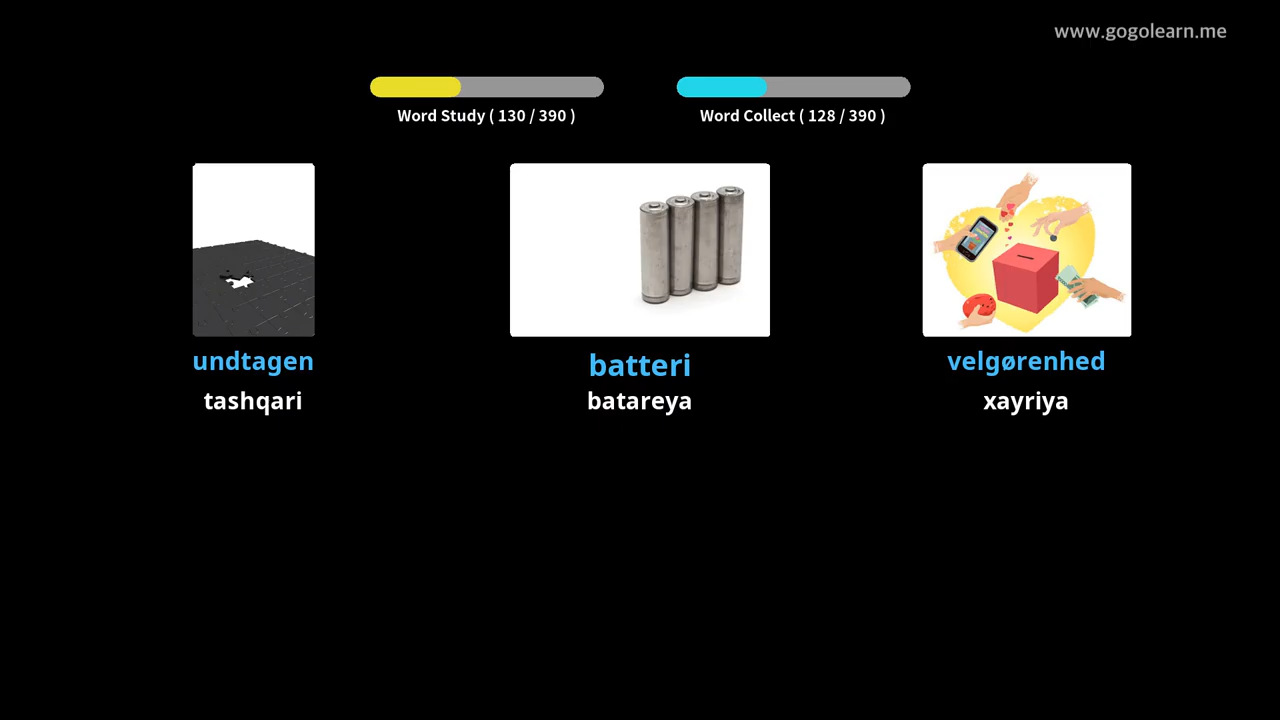 www.gogolearn.me
Word Study ( 130 / 390 )
Word Collect ( 128 / 390 )
undtagen
tashqari
batteri
batareya
velgørenhed
xayriya